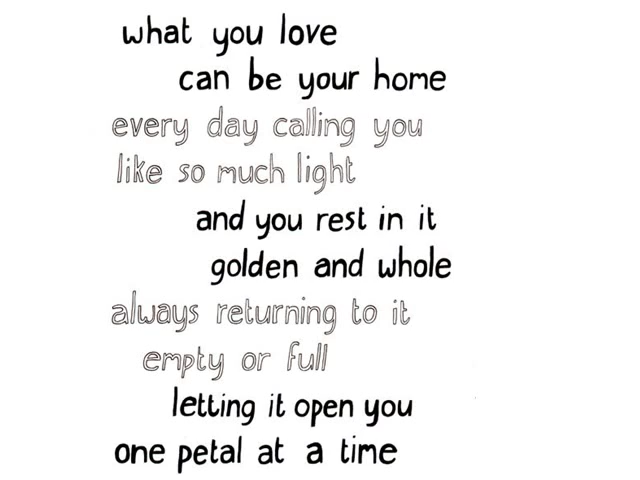 what you love
can be your home
every day calling you
like so much light
and you rest in it
golden and whole
always returning to it
empty or full
letting it open you
one petal at a time